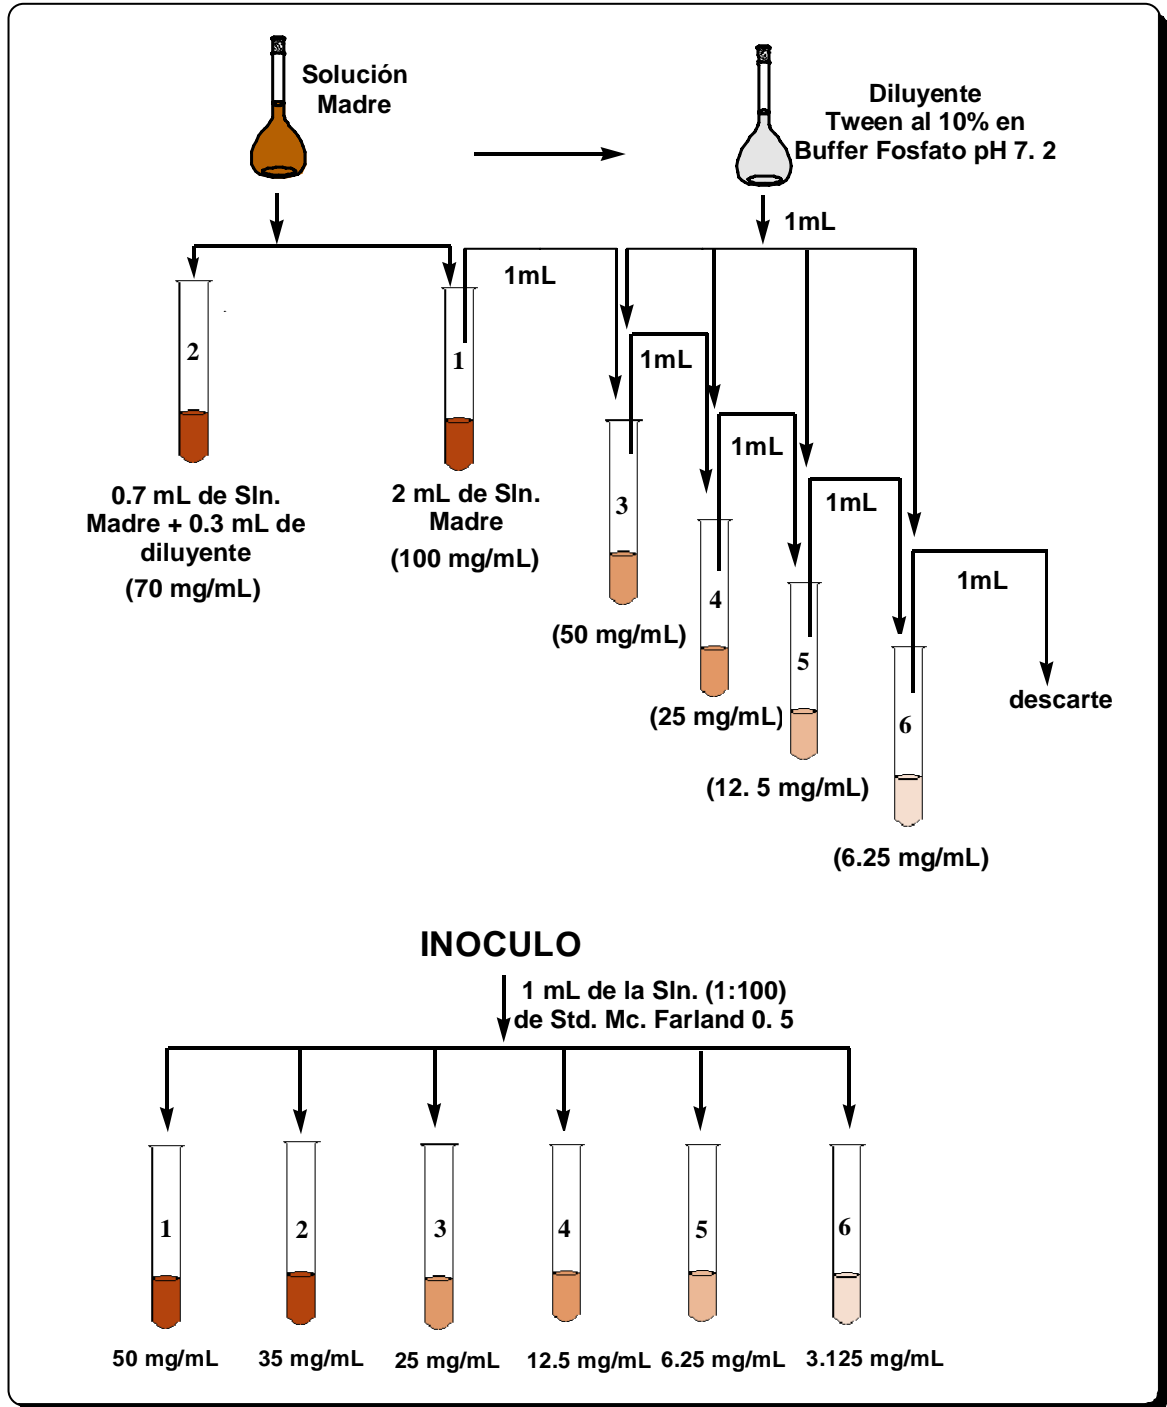 Solución
Madre
Diluyente
Tween al 10% en
Buffer Fosfato pH 7. 2
1mL
1mL
2
1
1mL
1mL
1mL
3
4
5
6
1mL
0.7 mL de Sln.
Madre + 0.3 mL de
diluyente
(70 mg/mL)
2 mL de Sln.
Madre
(100 mg/mL)
(50 mg/mL)
(25 mg/mL)
(12. 5 mg/mL)
(6.25 mg/mL)
descarte
INOCULO
1 mL de la Sln. (1:100)
de Std. Mc. Farland 0. 5
1
2
3
4
5
6
50 mg/mL
35 mg/mL
25 mg/mL
12.5 mg/mL
6.25 mg/mL
3.125 mg/mL